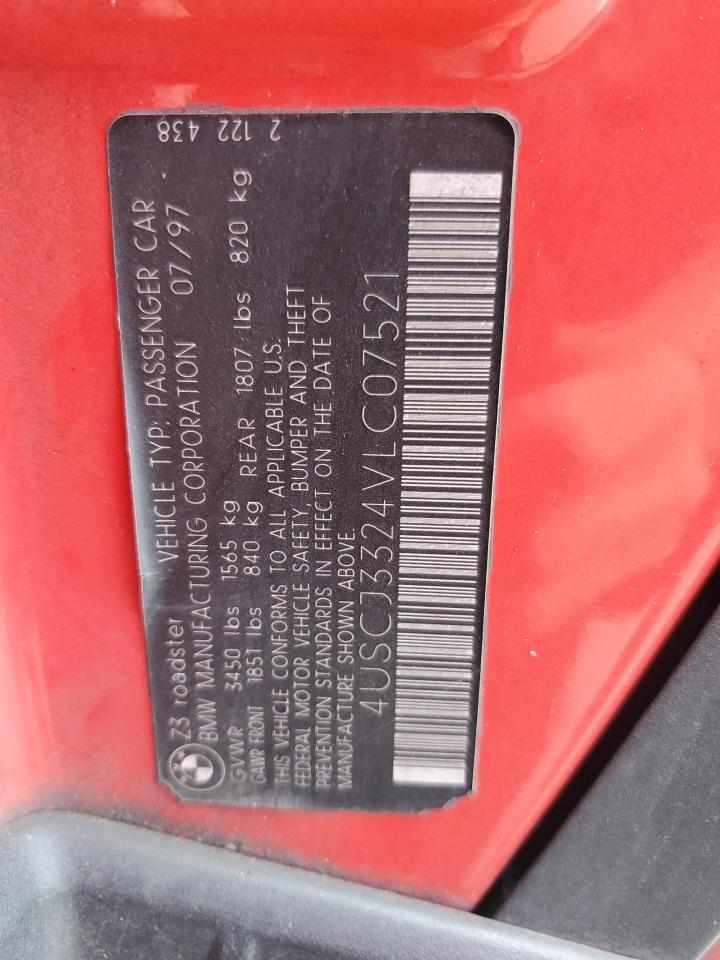 Z3 roadster VEHICLE TYP: PASSENGER CAR 438
BMW MANUFACTURING CORPORATION 07/97
GVWR 3450 lbs 1565 kg 122
GAWR FRONT 1851 lbs 840 kg REAR 1807 lbs 820 kg
THIS VEHICLE CONFORMS TO ALL APPLICABLE U.S. 2
FEDERAL MOTOR VEHICLE SAFETY, BUMPER AND THEFT
PREVENTION STANDARDS IN EFFECT ON THE DATE OF
MANUFACTURE SHOWN ABOVE.
4USCJ3324VLC07521